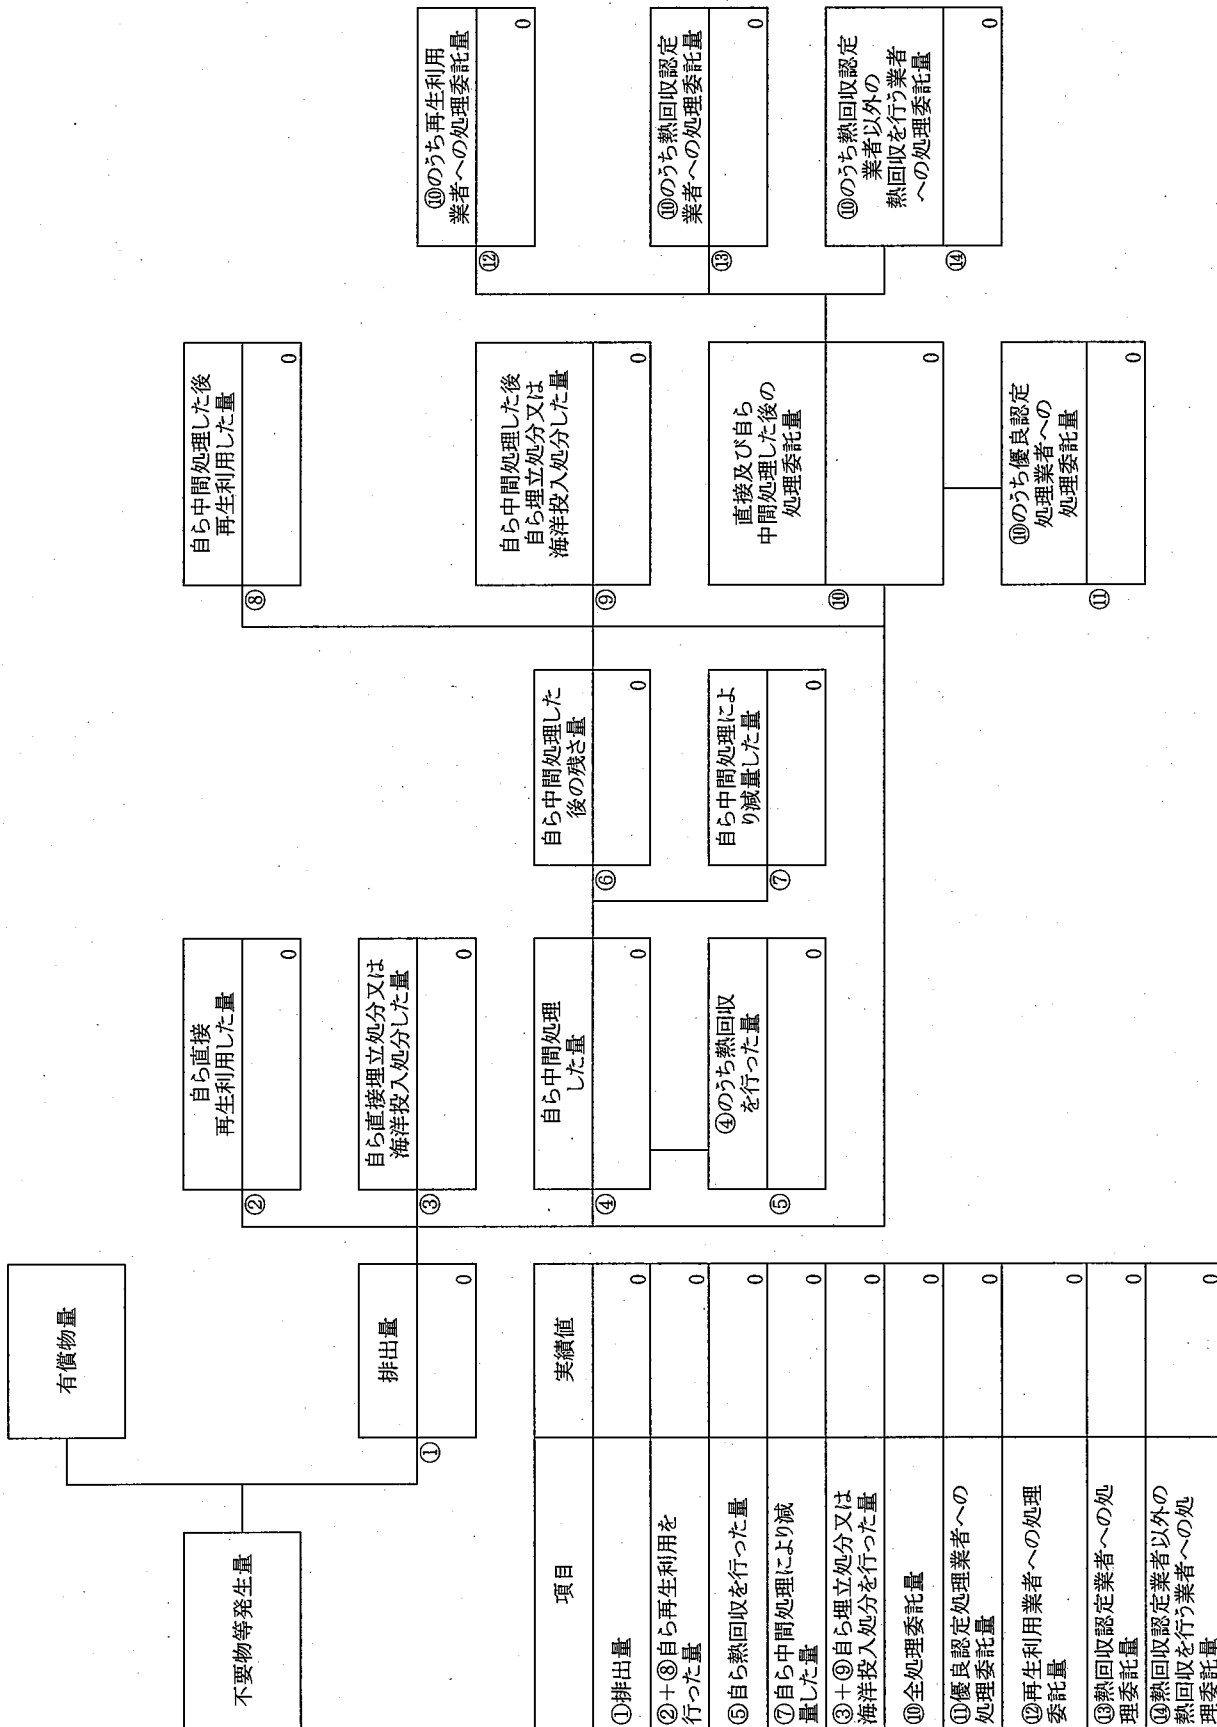 不要物等発生量
有償物量
排出量
①
0
自ら直接
再生利用した量
②
0
自ら直接埋立処分又は
海洋投入処分した量
③
0
自ら中間処理
した量
④
0
④のうち熱回収
を行った量
⑤
0
自ら中間処理した
後の残さ量
⑥
0
自ら中間処理によ
り減量した量
⑦
0
自ら中間処理した後
再生利用した量
⑧
0
自ら中間処理した後
自ら埋立処分又は
海洋投入処分した量
⑨
0
直接及び自ら
中間処理した後の
処理委託量
⑩
0
⑩のうち優良認定
処理業者への
処理委託量
⑪
0
⑩のうち再生利用
業者への処理委託量
⑫
0
⑩のうち熱回収認定
業者への処理委託量
⑬
0
⑩のうち熱回収認定
業者以外の
熱回収を行う業者
への処理委託量
⑭
0
項目 実績値
①排出量 0
②+⑧自ら再生利用を
行った量 0
⑤自ら熱回収を行った量 0
⑦自ら中間処理により減
量した量 0
③+⑨自ら埋立処分又は
海洋投入処分を行った量 0
⑩全処理委託量 0
⑪優良認定処理業者への
処理委託量 0
⑫再生利用業者への処理
委託量 0
⑬熱回収認定業者への処
理委託量 0
⑭熱回収認定業者以外の
熱回収を行う業者への処
理委託量 0